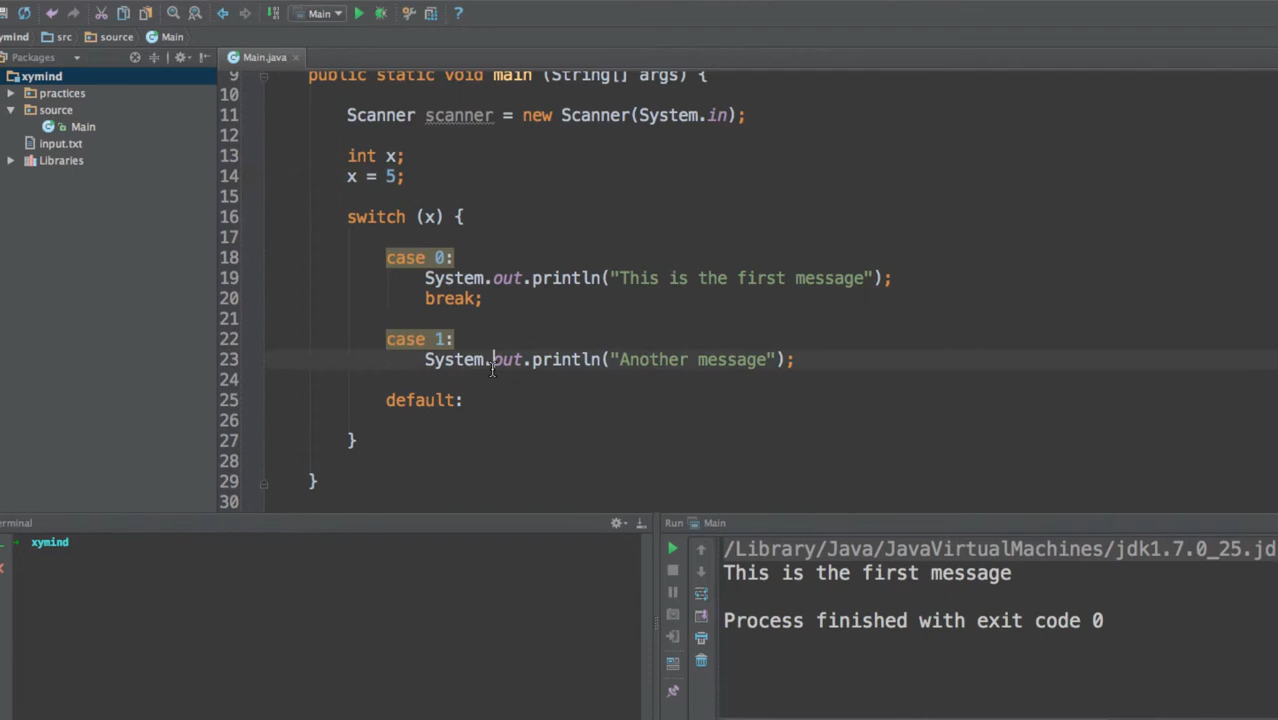 Main
ymind
src
source
Main
Packages
Main.java
xymind
practices
source
Main
input.txt
Libraries
9 public static void main (String[] args) {
10
11 Scanner scanner = new Scanner(System.in);
12
13 int x;
14 x = 5;
15
16 switch (x) {
17
18 case 0:
19 System.out.println("This is the first message");
20 break;
21
22 case 1:
23 System.out.println("Another message");
24
25 default:
26
27 }
28
29 }
30
erminal
xymind
Run Main
/Library/Java/JavaVirtualMachines/jdk1.7.0_25.jd
This is the first message
Process finished with exit code 0